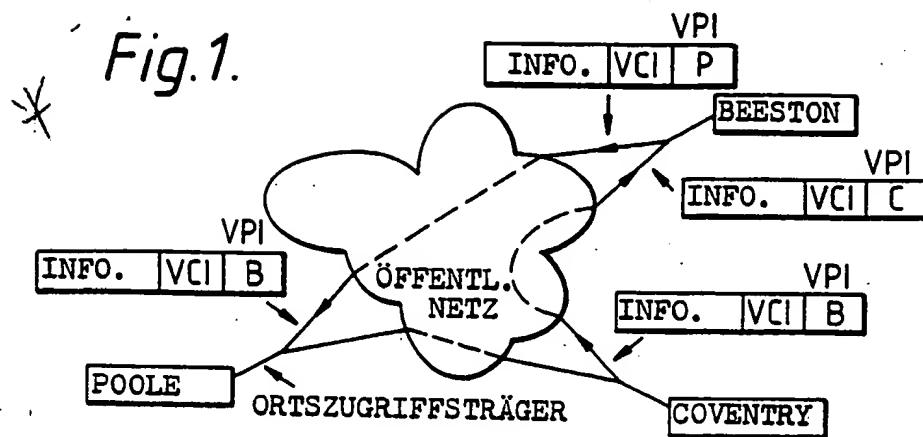 Fig.1.
VPI
INFO. VCI P
BEESTON
VPI
INFO. VCI C
VPI
INFO. VCI B
ÖFFENTL.
NETZ
VPI
INFO. VCI B
POOLE
ORTSZUGRIFFSTRÄGER
COVENTRY